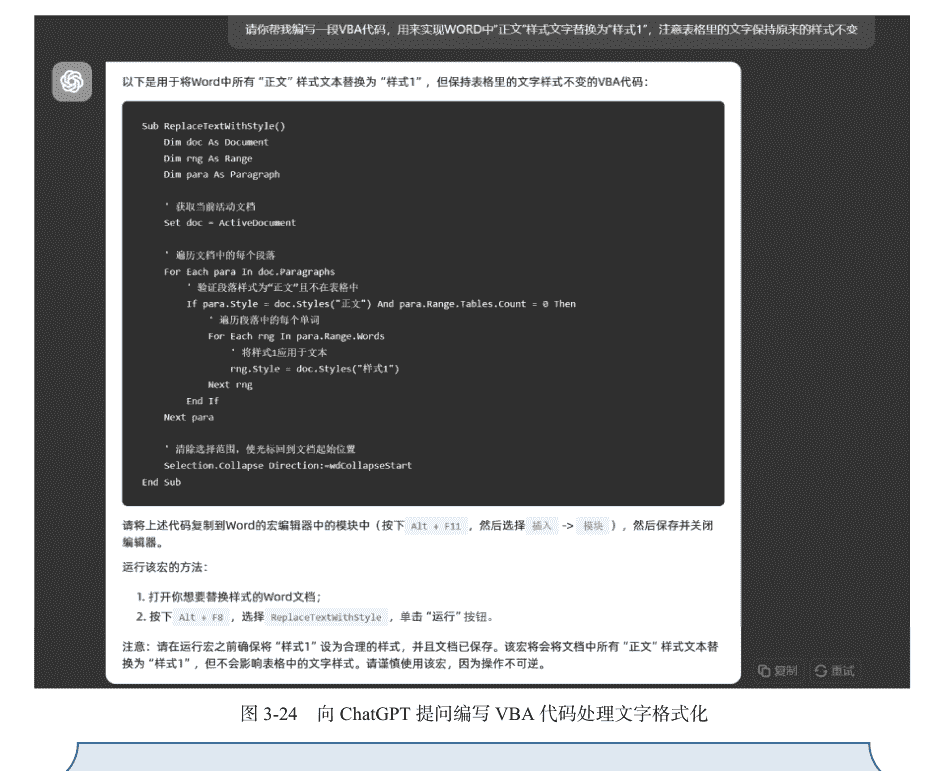 请你帮我编写一段VBA代码，用来实现WORD中“正文”样式文字替换为“样式1”，注意表格里的文字保持原来的样式不变
以下是用于将Word中所有“正文”样式文本替换为“样式1”，但保持表格里的文字样式不变的VBA代码：
Sub ReplaceTextWithStyle()
Dim doc As Document
Dim rng As Range
Dim para As Paragraph
' 获取当前活动文档
Set doc = ActiveDocument
' 遍历文档中的每个段落
For Each para In doc.Paragraphs
' 验证段落样式为“正文”且不在表格中
If para.Style = doc.Styles("正文") And para.Range.Tables.Count = 0 Then
' 遍历段落中的每个单词
For Each rng In para.Range.Words
' 将样式1应用于文本
rng.Style = doc.Styles("样式1")
Next rng
End If
Next para
' 清除选择范围，使光标回到文档起始位置
Selection.Collapse Direction:=wdCollapseStart
End Sub
请将上述代码复制到Word的宏编辑器中的模块中（按下 Alt + F11 ，然后选择 插入 -> 模块 ），然后保存并关闭
编辑器。
运行该宏的方法：
1. 打开你想要替换样式的Word文档；
2. 按下 Alt + F8 ，选择 ReplaceTextWithStyle ，单击“运行”按钮。
注意：请在运行宏之前确保将“样式1”设为合理的样式，并且文档已保存。该宏将会将文档中所有“正文”样式文本替
换为“样式1”，但不会影响表格中的文字样式。请谨慎使用该宏，因为操作不可逆。
复制 重试
图 3-24 向 ChatGPT 提问编写 VBA 代码处理文字格式化